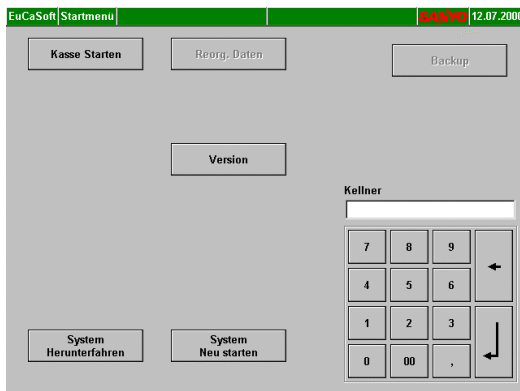 EuCaSoft Startmenü SANYO 12.07.2000
Kasse Starten
Reorg. Daten
Backup
Version
Kellner
7 8 9
4 5 6
1 2 3
0 00 ,
System
Herunterfahren
System
Neu starten